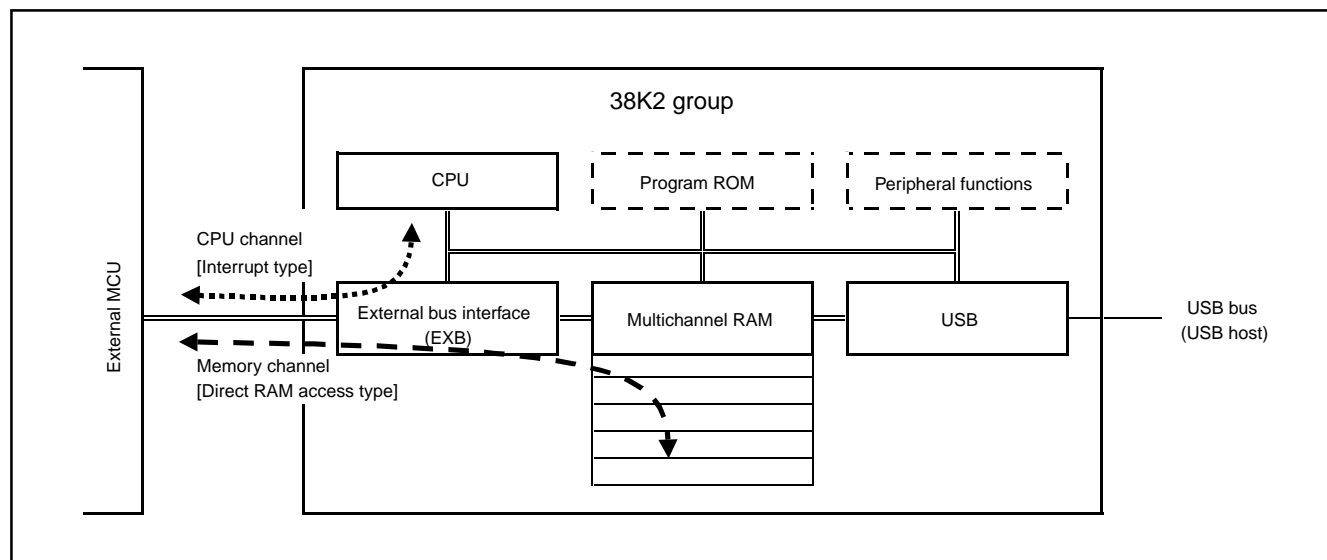 38K2 group
CPU
Program ROM
Peripheral functions
CPU channel
[Interrupt type]
External MCU
External bus interface
(EXB)
Multichannel RAM
USB
USB bus
(USB host)
Memory channel
[Direct RAM access type]